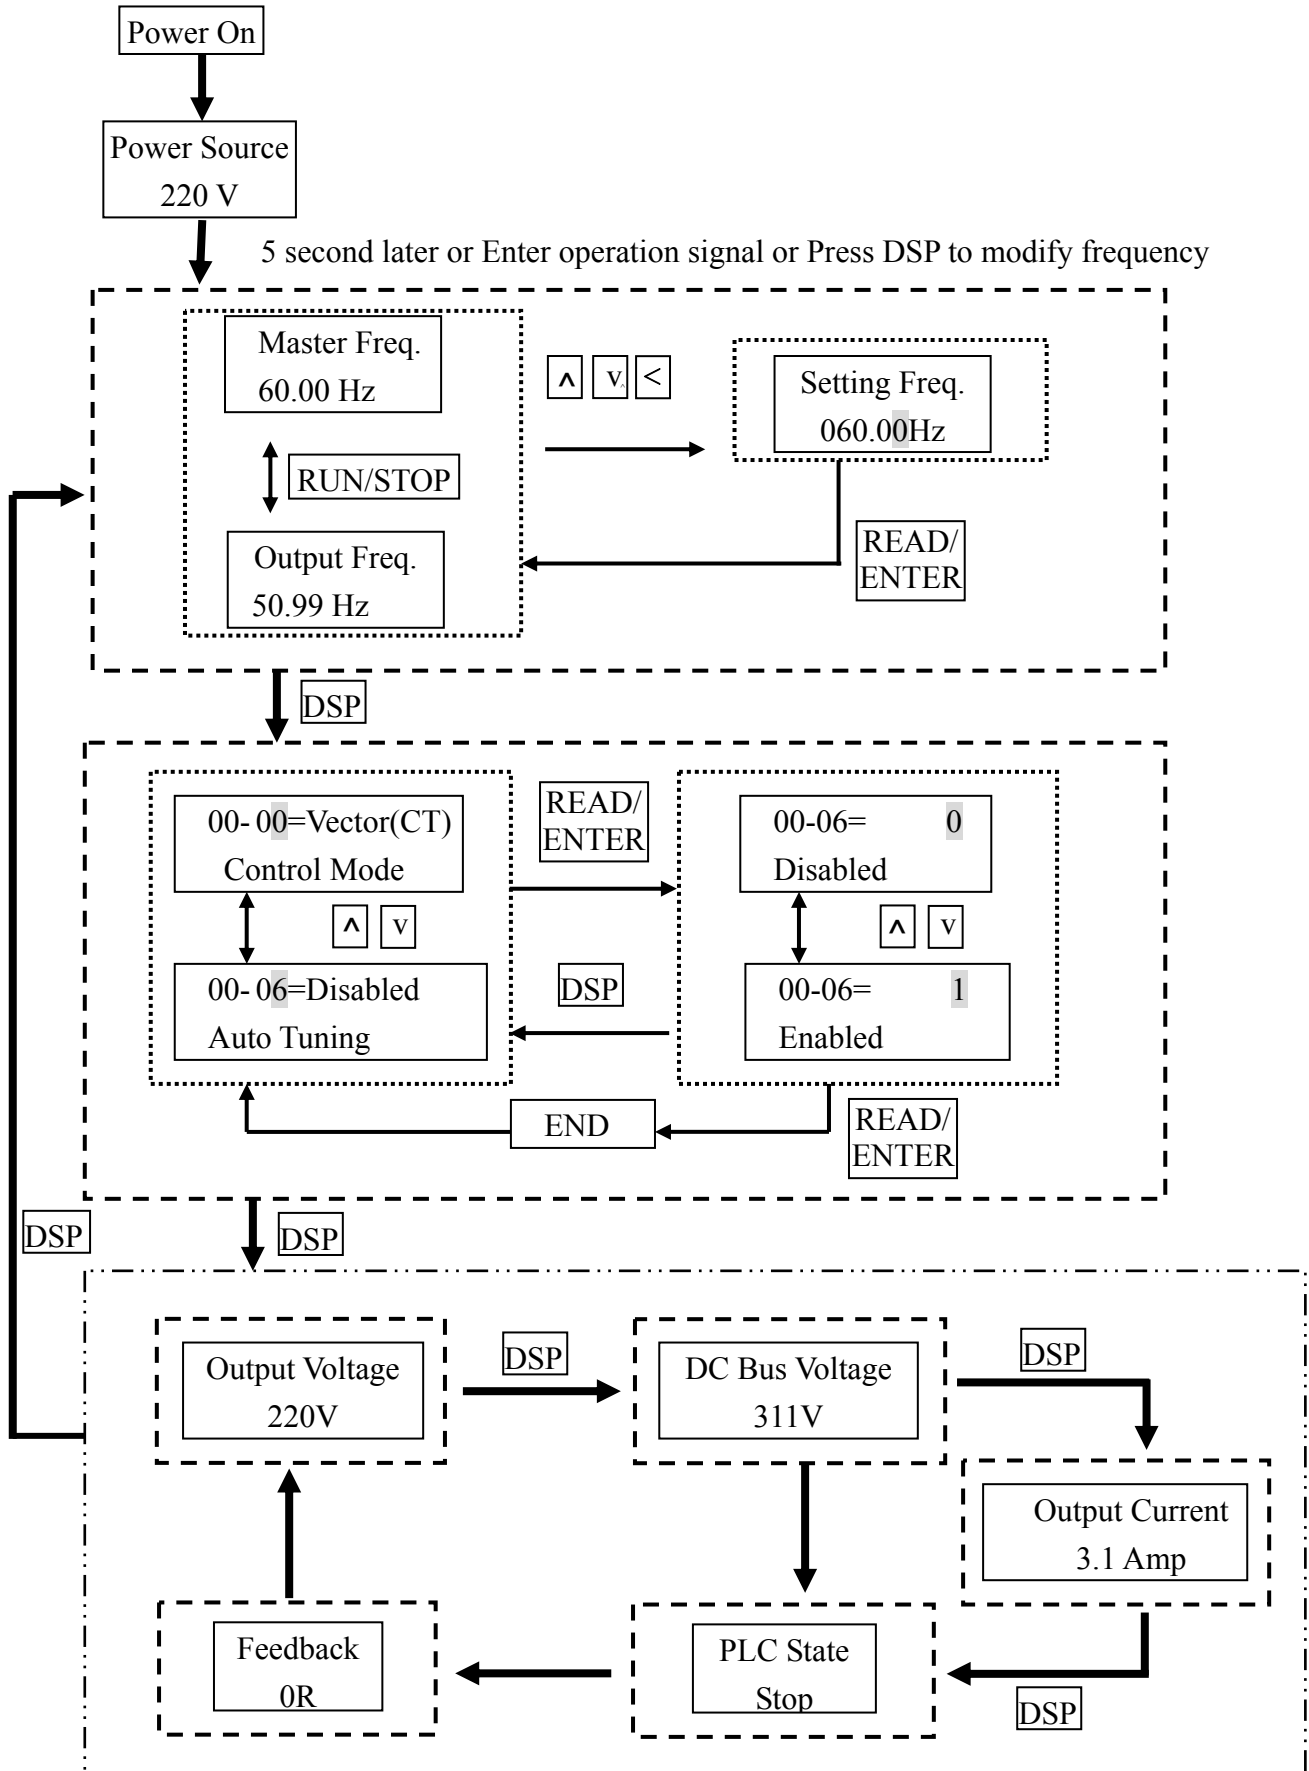 Power On
Power Source
220 V
5 second later or Enter operation signal or Press DSP to modify frequency
Master Freq.
60.00 Hz
^ v <
Setting Freq.
060.00Hz
RUN/STOP
Output Freq.
50.99 Hz
READ/
ENTER
DSP
00- 00=Vector(CT)
Control Mode
^ v
00- 06=Disabled
Auto Tuning
READ/
ENTER
DSP
00-06= 0
Disabled
^ v
00-06= 1
Enabled
END
READ/
ENTER
DSP
DSP
Output Voltage
220V
DSP
DC Bus Voltage
311V
DSP
Output Current
3.1 Amp
Feedback
0R
PLC State
Stop
DSP